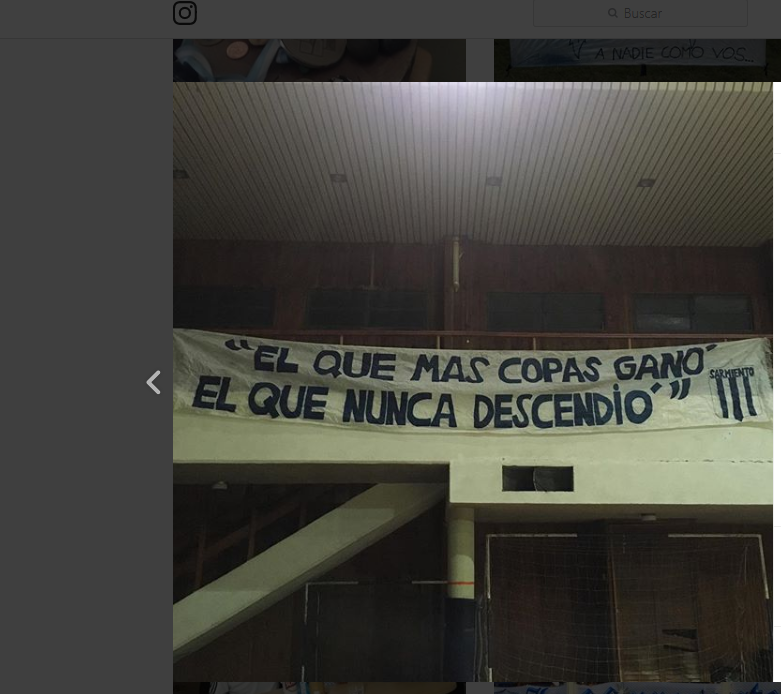 Buscar
V A NADIE COMO VOS...
"EL QUE MAS COPAS GANO´
EL QUE NUNCA DESCENDIO´"
SARMIENTO